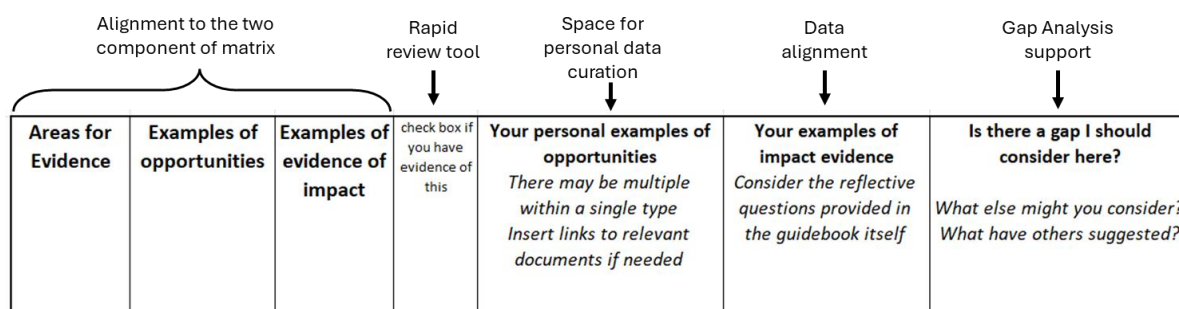 Alignment to the two
component of matrix
Rapid
review tool
Space for
personal data
curation
Data
alignment
Gap Analysis
support
Areas for
Evidence
Examples of
opportunities
Examples of
evidence of
impact
check box if
you have
evidence of
this
Your personal examples of
opportunities
There may be multiple
within a single type
Insert links to relevant
documents if needed
Your examples of
impact evidence
Consider the reflective
questions provided in
the guidebook itself
Is there a gap I should
consider here?
What else might you consider?
What have others suggested?